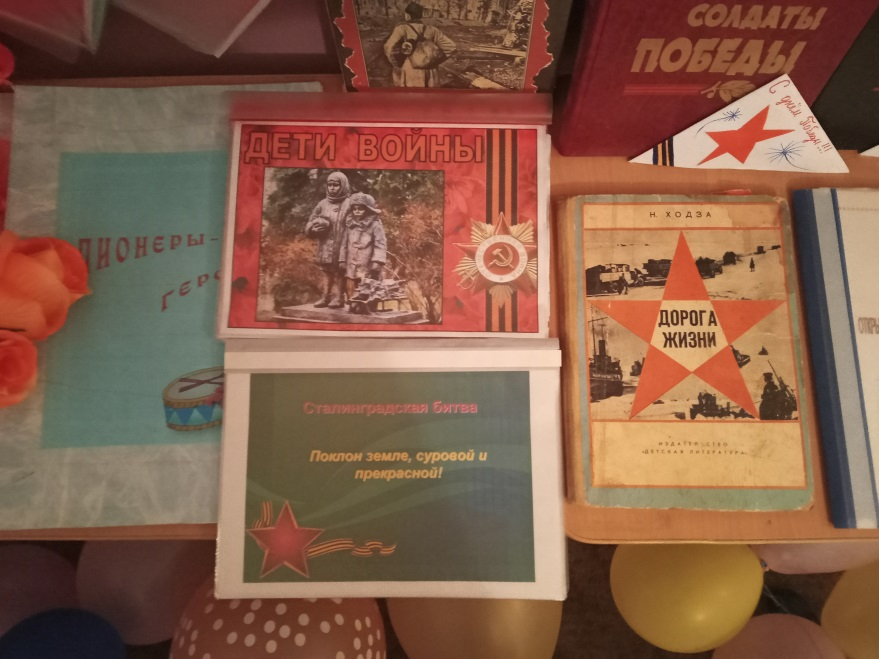 СОЛДАТЫ
ПОБЕДЫ
С днём Победы!!!
ДЕТИ ВОЙНЫ
ПИОНЕРЫ-
Сталинградская битва
Поклон земле, суровой и
прекрасной!
Н. ХОДЗА
ДОРОГА
ЖИЗНИ
ИЗДАТЕЛЬСТВО
«ДЕТСКАЯ ЛИТЕРАТУРА»